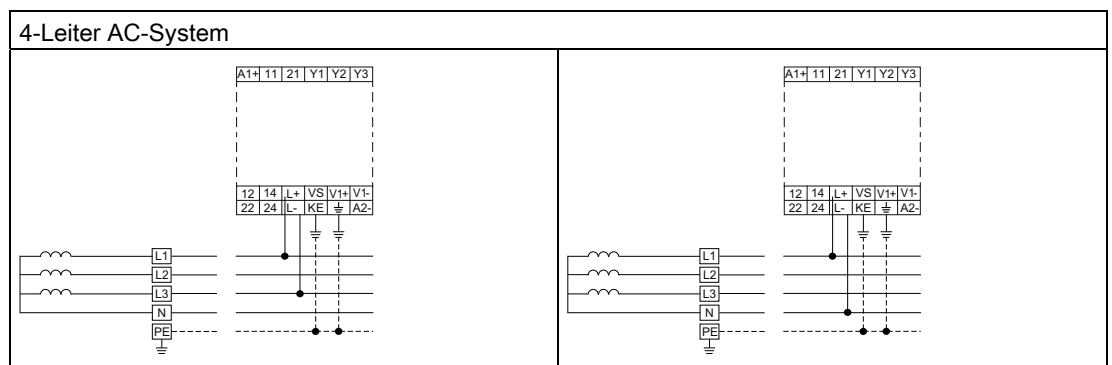 4-Leiter AC-System
A1+ 11 21 Y1 Y2 Y3
12 14 L+ VS V1+ V1-
22 24 L- KE A2-
L1
L2
L3
N
PE
A1+ 11 21 Y1 Y2 Y3
12 14 L+ VS V1+ V1-
22 24 L- KE A2-
L1
L2
L3
N
PE